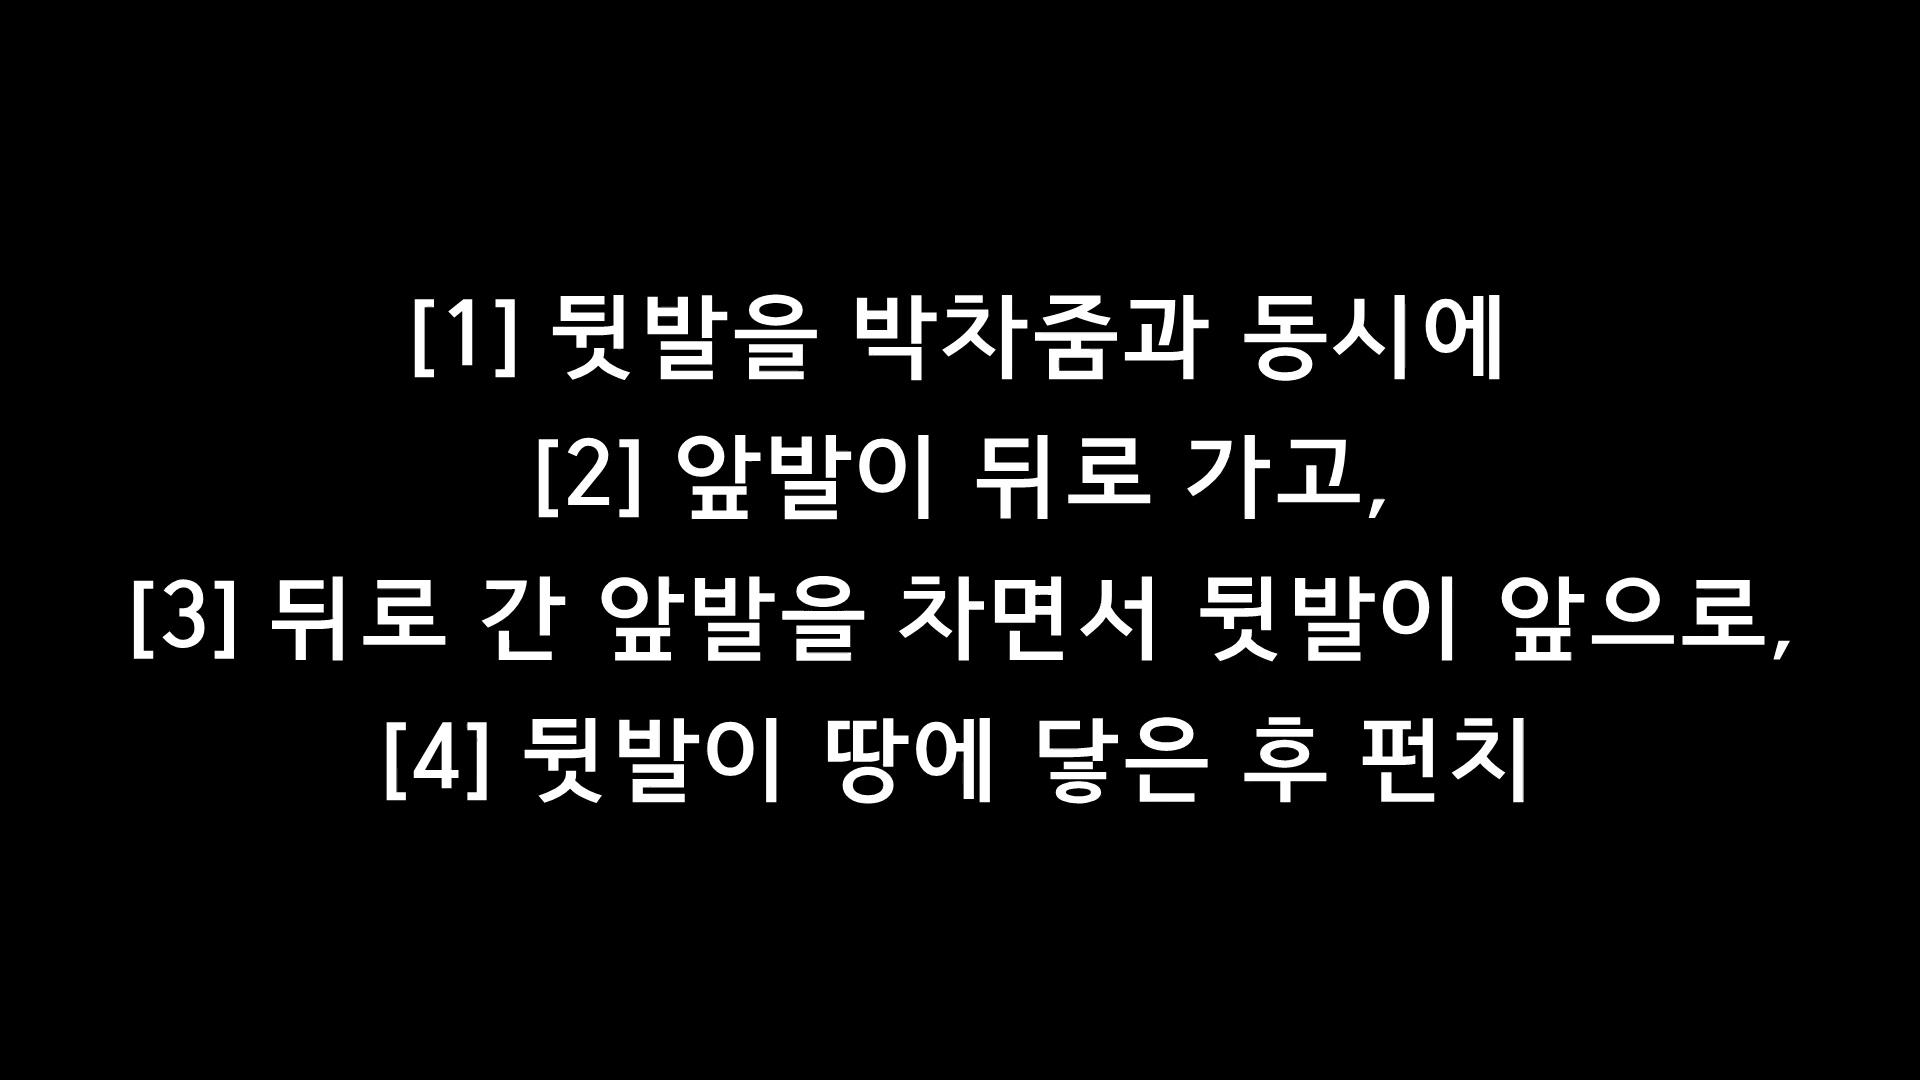 [1] 뒷발을 박차줌과 동시에
[2] 앞발이 뒤로 가고,
[3] 뒤로 간 앞발을 차면서 뒷발이 앞으로,
[4] 뒷발이 땅에 닿은 후 펀치